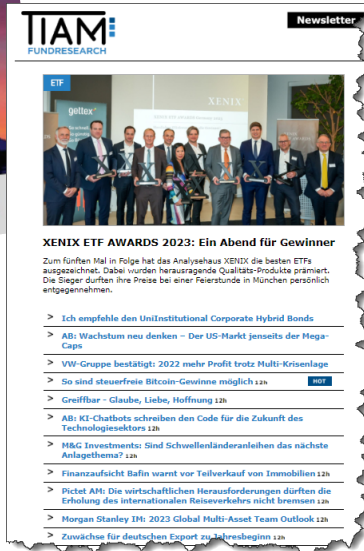 TIAM
FUNDRESEARCH
Newsletter
ETF
gettex
XENIX
XENIX ETF AWARDS 2023: Ein Abend für Gewinner
Zum fünften Mal in Folge hat das Analysehaus XENIX die besten ETFs
ausgezeichnet. Dabei wurden herausragende Qualitäts-Produkte prämiert.
Die Sieger durften ihre Preise bei einer Feierstunde in München persönlich
entgegennehmen.
> Ich empfehle den UniInstitutional Corporate Hybrid Bonds
> AB: Wachstum neu denken – Der US-Markt jenseits der Mega-
Caps
> VW-Gruppe bestätigt: 2022 mehr Profit trotz Multi-Krisenlage
> So sind steuerfreie Bitcoin-Gewinne möglich 12h HOT
> Greifbar - Glaube, Liebe, Hoffnung 12h
> AB: KI-Chatbots schreiben den Code für die Zukunft des
Technologiesektors 12h
> M&G Investments: Sind Schwellenländeranleihen das nächste
Anlagethema? 12h
> Finanzaufsicht Bafin warnt vor Teilverkauf von Immobilien 12h
> Pictet AM: Die wirtschaftlichen Herausforderungen dürften die
Erholung des internationalen Reiseverkehrs nicht bremsen 12h
> Morgan Stanley IM: 2023 Global Multi-Asset Team Outlook 12h
> Zuwächse für deutschen Export zu Jahresbeginn 12h